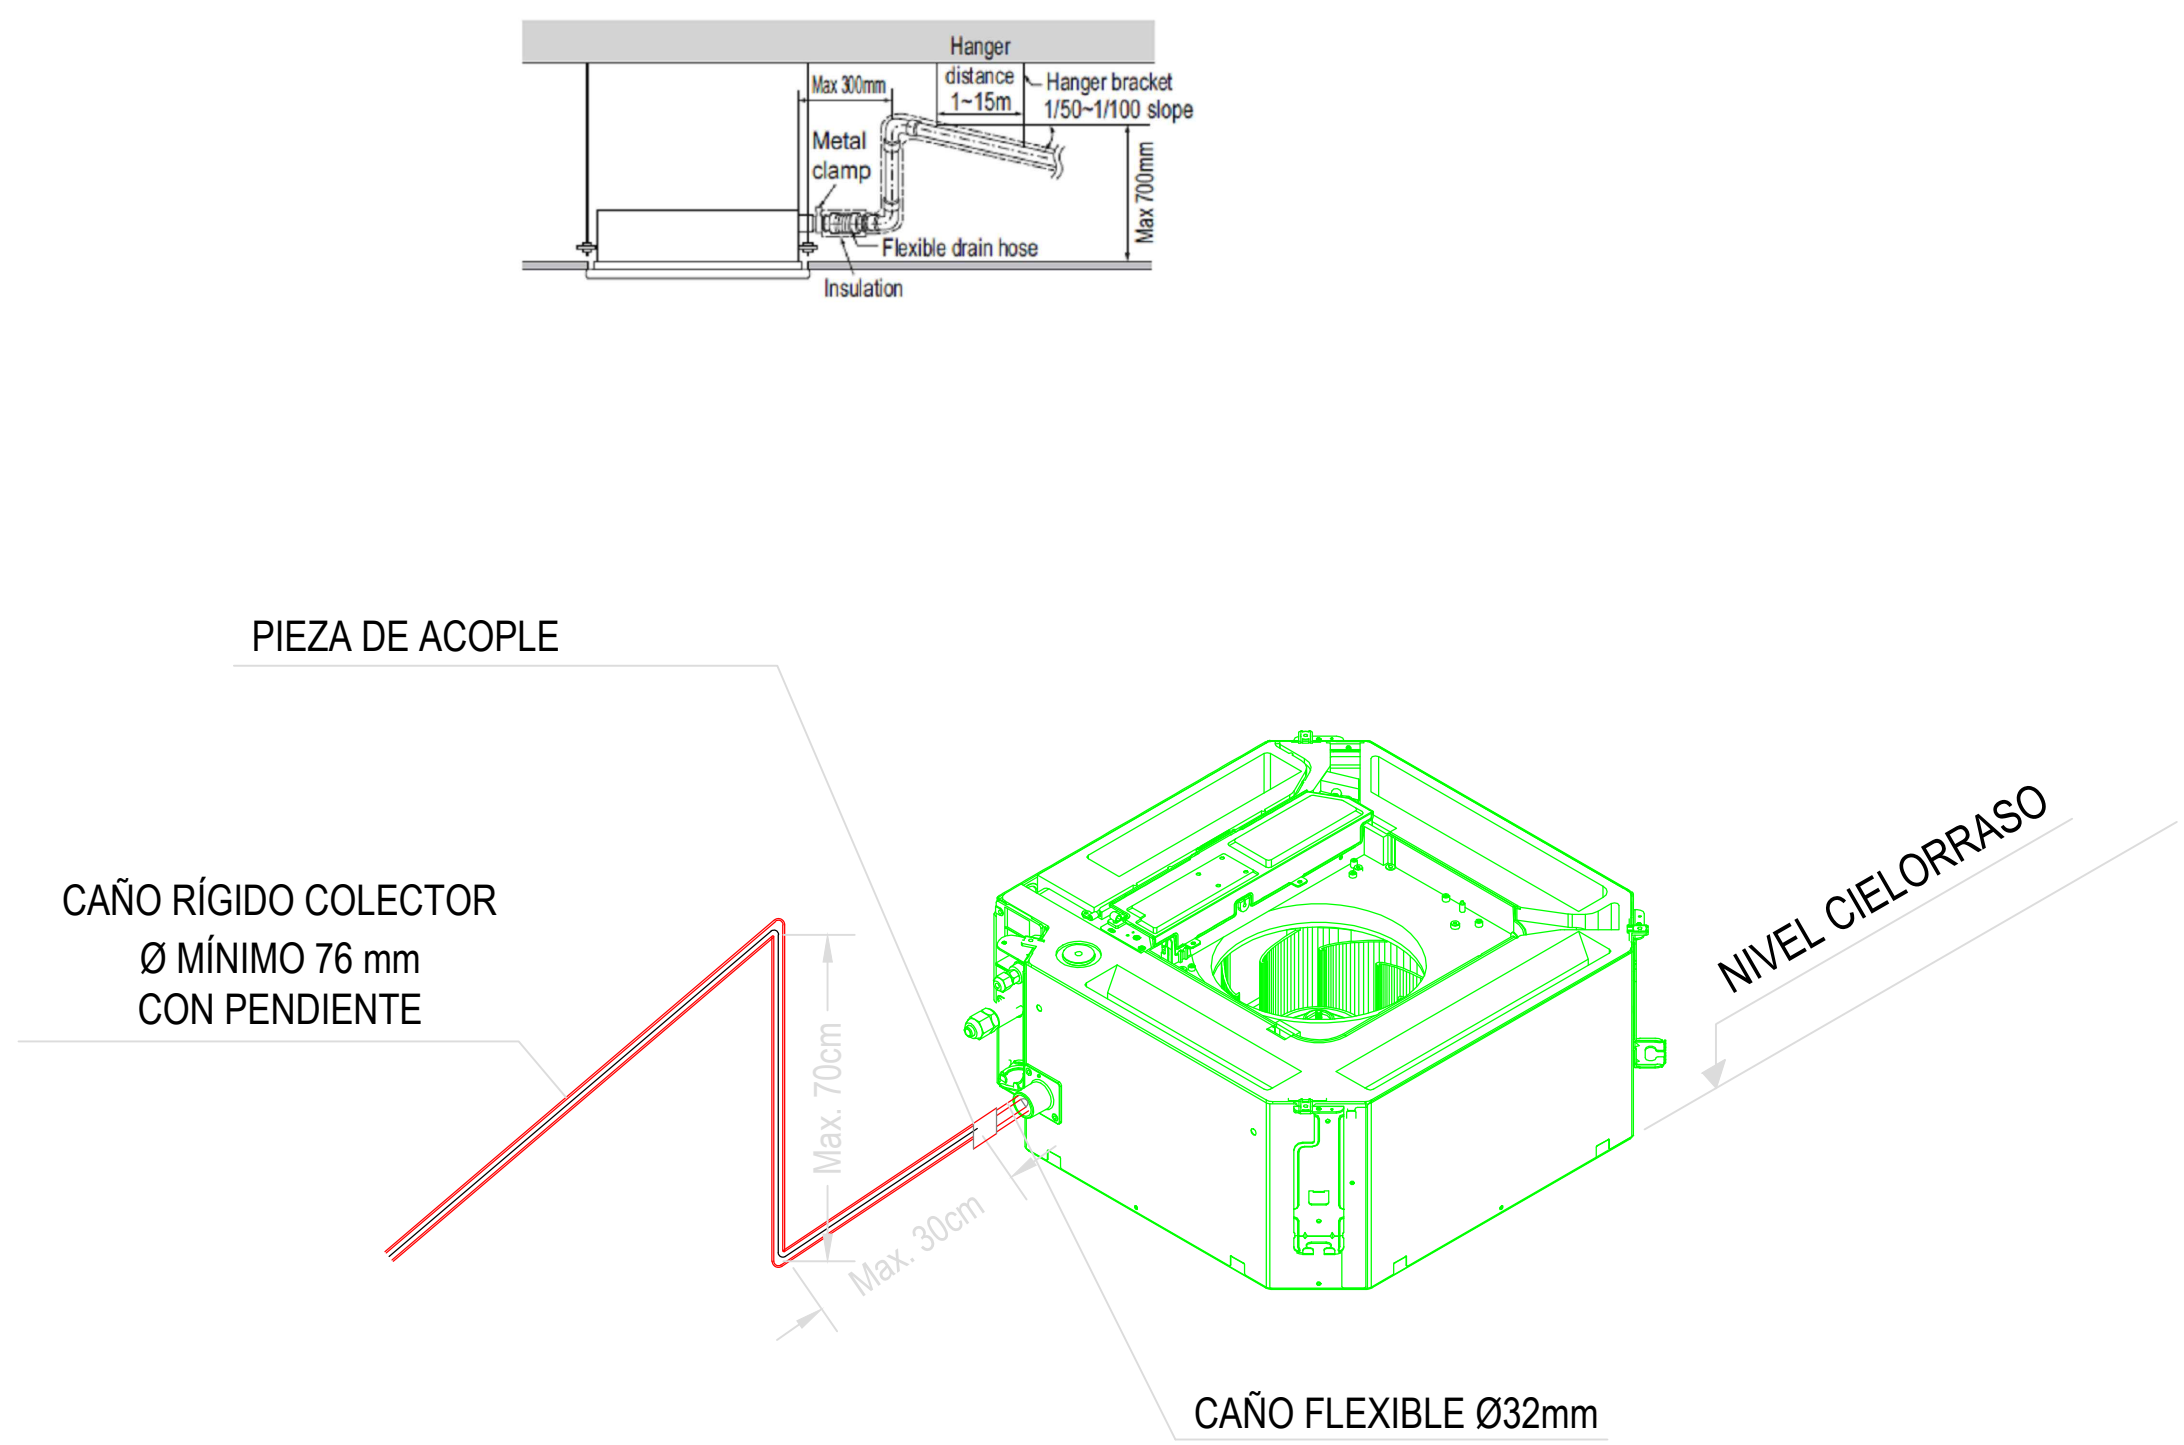 Hanger
distance
1~15m
Max 300mm
Hanger bracket
1/50~1/100 slope
Metal
clamp
Max 700mm
Flexible drain hose
Insulation
PIEZA DE ACOPLE
CAÑO RÍGIDO COLECTOR
Ø MÍNIMO 76 mm
CON PENDIENTE
Max. 70cm
Max. 30cm
NIVEL CIELORRASO
CAÑO FLEXIBLE Ø32mm